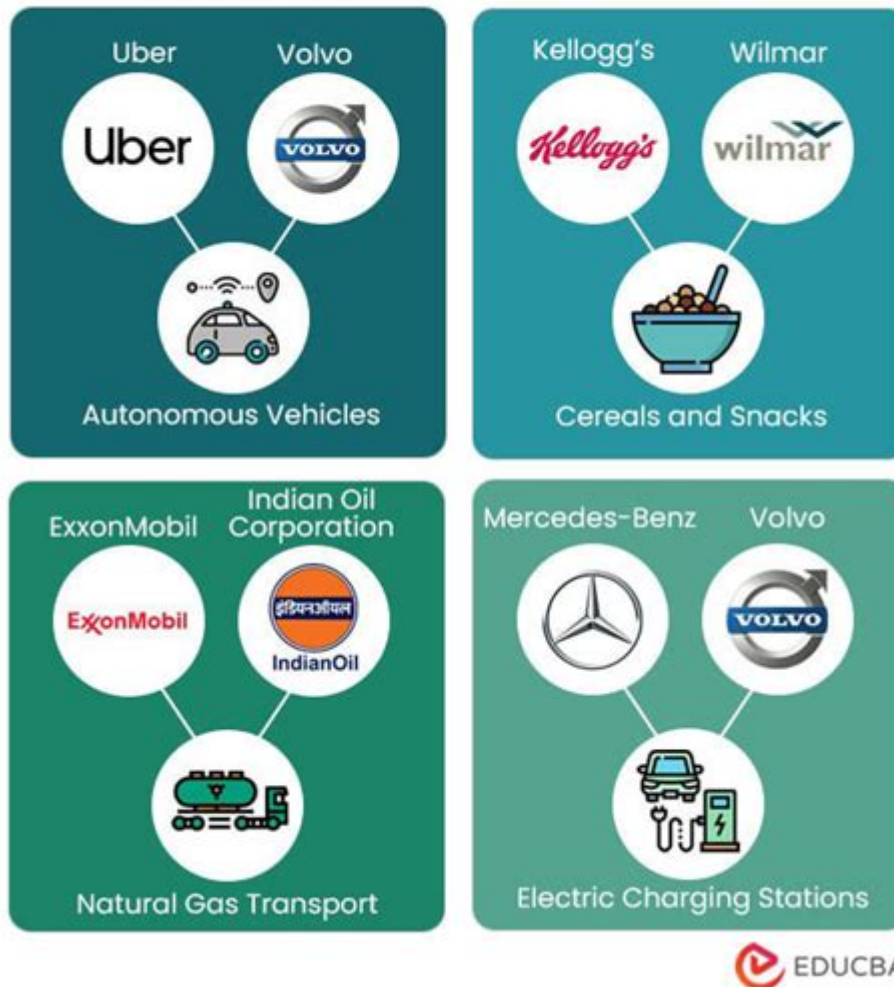 Uber Volvo
Uber VOLVO
Autonomous Vehicles
Kellogg's Wilmar
Kellogg's wilmar
Cereals and Snacks
ExxonMobil Indian Oil
Corporation
ExxonMobil इंडियनऑयल
IndianOil
Natural Gas Transport
Mercedes-Benz Volvo
VOLVO
Electric Charging Stations
EDUCBA